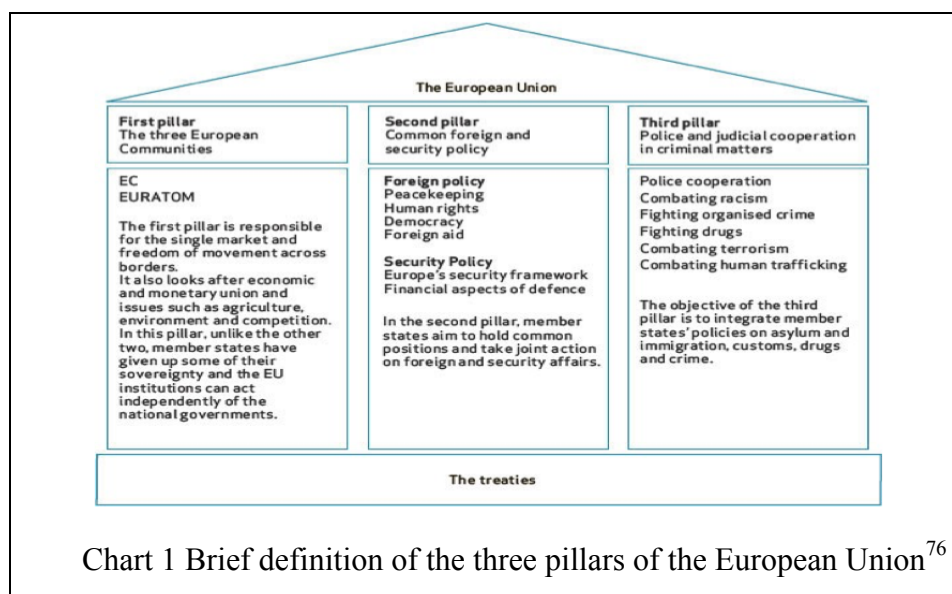 The European Union
First pillar
The three European
Communities
EC
EURATOM
The first pillar is responsible
for the single market and
freedom of movement across
borders.
It also looks after economic
and monetary union and
issues such as agriculture,
environment and competition.
In this pillar, unlike the other
two, member states have
given up some of their
sovereignty and the EU
institutions can act
independently of the
national governments.
Second pillar
Common foreign and
security policy
Foreign policy
Peacekeeping
Human rights
Democracy
Foreign aid
Security Policy
Europe's security framework
Financial aspects of defence
In the second pillar, member
states aim to hold common
positions and take joint action
on foreign and security affairs.
Third pillar
Police and judicial cooperation
in criminal matters
Police cooperation
Combating racism
Fighting organised crime
Fighting drugs
Combating terrorism
Combating human trafficking
The objective of the third
pillar is to integrate member
states' policies on asylum and
immigration, customs, drugs
and crime.
The treaties
Chart 1 Brief definition of the three pillars of the European Union76